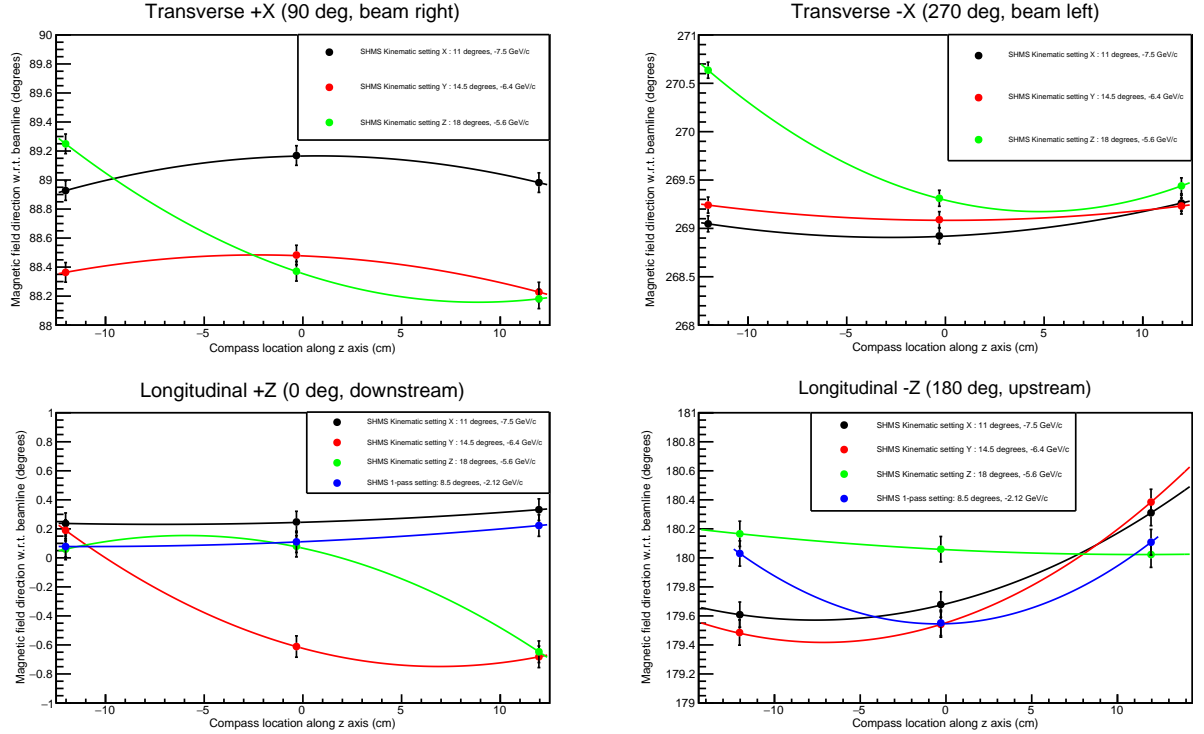 Transverse +X (90 deg, beam right)
Magnetic field direction w.r.t. beamline (degrees)
90
89.8
89.6
89.4
89.2
89
88.8
88.6
88.4
88.2
88
SHMS Kinematic setting X : 11 degrees, -7.5 GeV/c
SHMS Kinematic setting Y : 14.5 degrees, -6.4 GeV/c
SHMS Kinematic setting Z : 18 degrees, -5.6 GeV/c
−10 −5 0 5 10
Compass location along z axis (cm)
Transverse -X (270 deg, beam left)
Magnetic field direction w.r.t. beamline (degrees)
271
270.5
270
269.5
269
268.5
268
SHMS Kinematic setting X : 11 degrees, -7.5 GeV/c
SHMS Kinematic setting Y : 14.5 degrees, -6.4 GeV/c
SHMS Kinematic setting Z : 18 degrees, -5.6 GeV/c
−10 −5 0 5 10
Compass location along z axis (cm)
Longitudinal +Z (0 deg, downstream)
Magnetic field direction w.r.t. beamline (degrees)
1
0.8
0.6
0.4
0.2
0
−0.2
−0.4
−0.6
−0.8
−1
SHMS Kinematic setting X : 11 degrees, -7.5 GeV/c
SHMS Kinematic setting Y : 14.5 degrees, -6.4 GeV/c
SHMS Kinematic setting Z : 18 degrees, -5.6 GeV/c
SHMS 1-pass setting: 8.5 degrees, -2.12 GeV/c
−10 −5 0 5 10
Compass location along z axis (cm)
Longitudinal -Z (180 deg, upstream)
Magnetic field direction w.r.t. beamline (degrees)
181
180.8
180.6
180.4
180.2
180
179.8
179.6
179.4
179.2
179
SHMS Kinematic setting X : 11 degrees, -7.5 GeV/c
SHMS Kinematic setting Y : 14.5 degrees, -6.4 GeV/c
SHMS Kinematic setting Z : 18 degrees, -5.6 GeV/c
SHMS 1-pass setting: 8.5 degrees, -2.12 GeV/c
−10 −5 0 5 10
Compass location along z axis (cm)